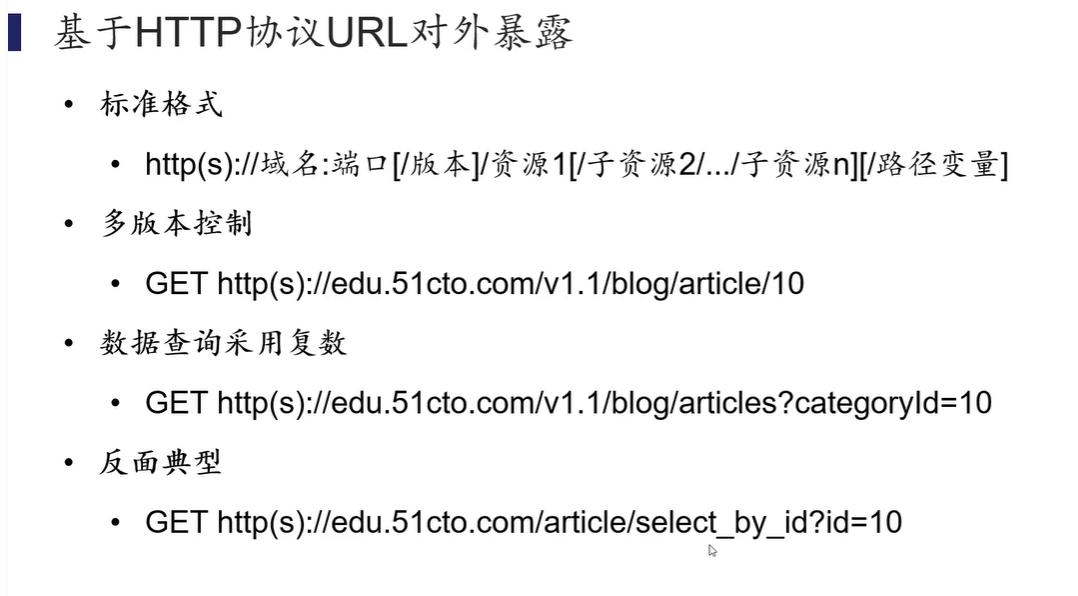 基于HTTP协议URL对外暴露
• 标准格式
• http(s)://域名:端口[/版本]/资源1[/子资源2/.../子资源n][/路径变量]
• 多版本控制
• GET http(s)://edu.51cto.com/v1.1/blog/article/10
• 数据查询采用复数
• GET http(s)://edu.51cto.com/v1.1/blog/articles?categoryId=10
• 反面典型
• GET http(s)://edu.51cto.com/article/select_by_id?id=10